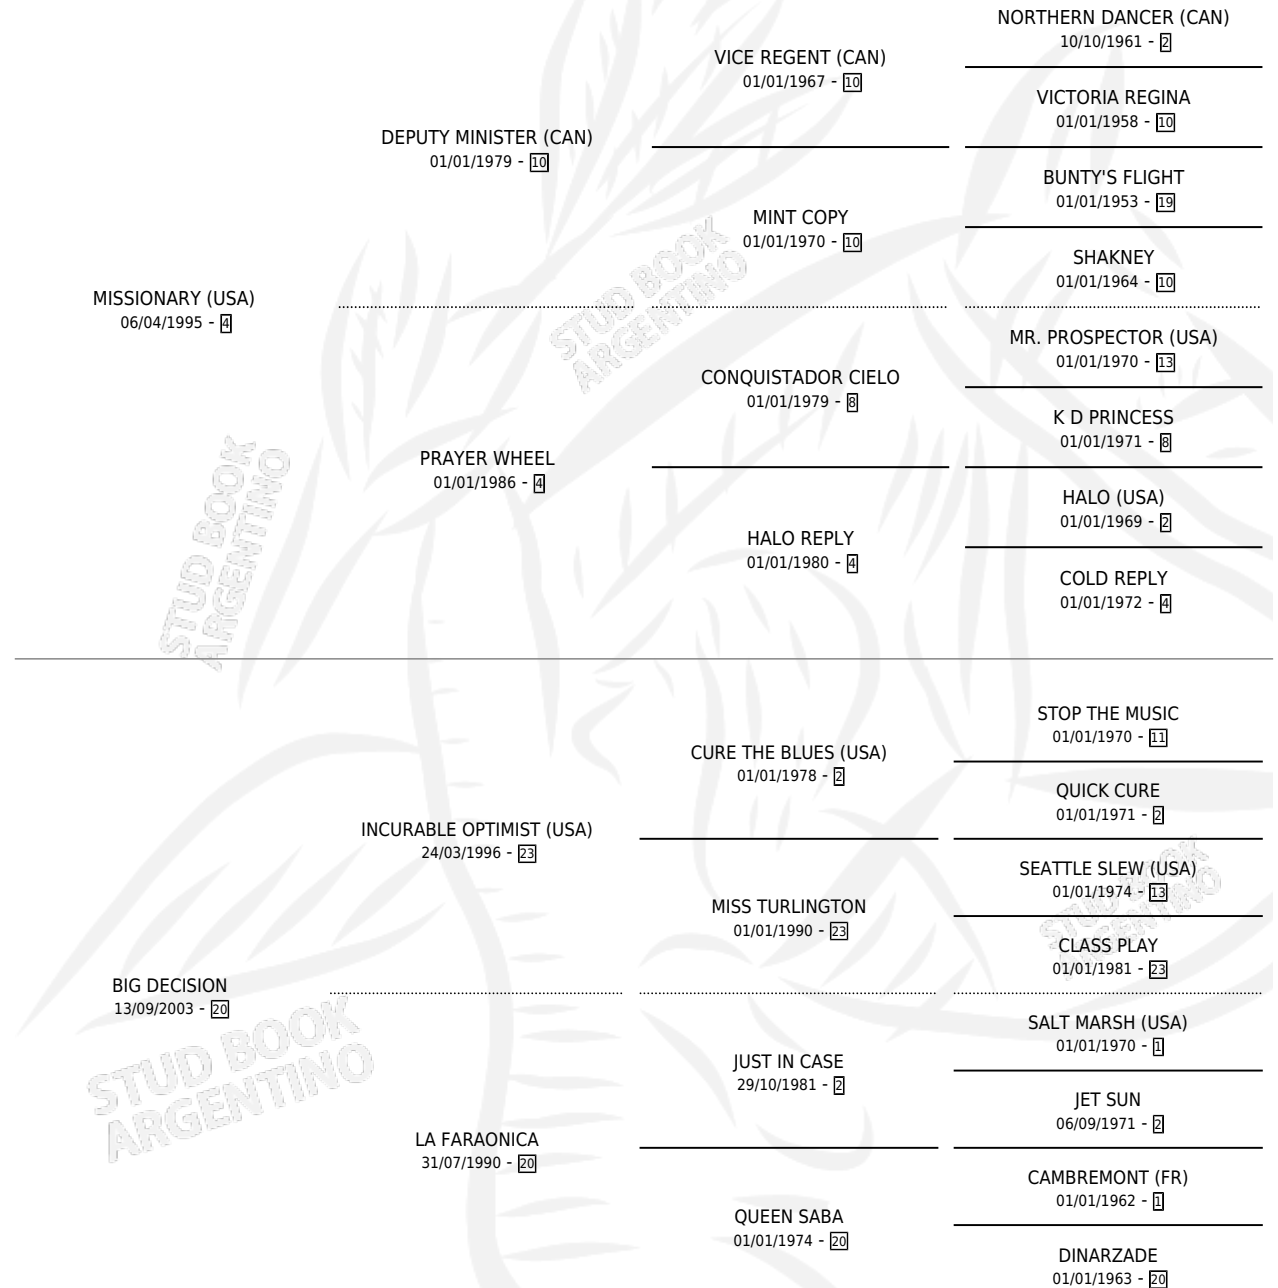 NORTHERN DANCER (CAN)
10/10/1961 - 2
VICE REGENT (CAN)
01/01/1967 - 10
VICTORIA REGINA
01/01/1958 - 10
DEPUTY MINISTER (CAN)
01/01/1979 - 10
BUNTY'S FLIGHT
01/01/1953 - 19
MINT COPY
01/01/1970 - 10
SHAKNEY
01/01/1964 - 10
MISSIONARY (USA)
06/04/1995 - 4
STUD BOOK
ARGENTINO
MR. PROSPECTOR (USA)
01/01/1970 - 13
CONQUISTADOR CIELO
01/01/1979 - 8
K D PRINCESS
01/01/1971 - 8
PRAYER WHEEL
01/01/1986 - 4
HALO (USA)
01/01/1969 - 2
HALO REPLY
01/01/1980 - 4
COLD REPLY
01/01/1972 - 4
STUD BOOK
ARGENTINO
STOP THE MUSIC
01/01/1970 - 11
CURE THE BLUES (USA)
01/01/1978 - 2
QUICK CURE
01/01/1971 - 2
INCURABLE OPTIMIST (USA)
24/03/1996 - 23
SEATTLE SLEW (USA)
01/01/1974 - 13
MISS TURLINGTON
01/01/1990 - 23
CLASS PLAY
01/01/1981 - 23
STUD BOOK
ARGENTINO
BIG DECISION
13/09/2003 - 20
SALT MARSH (USA)
01/01/1970 - 1
JUST IN CASE
29/10/1981 - 2
JET SUN
06/09/1971 - 2
STUD BOOK
ARGENTINO
LA FARAONICA
31/07/1990 - 20
CAMBREMONT (FR)
01/01/1962 - 1
QUEEN SABA
01/01/1974 - 20
DINARZADE
01/01/1963 - 20